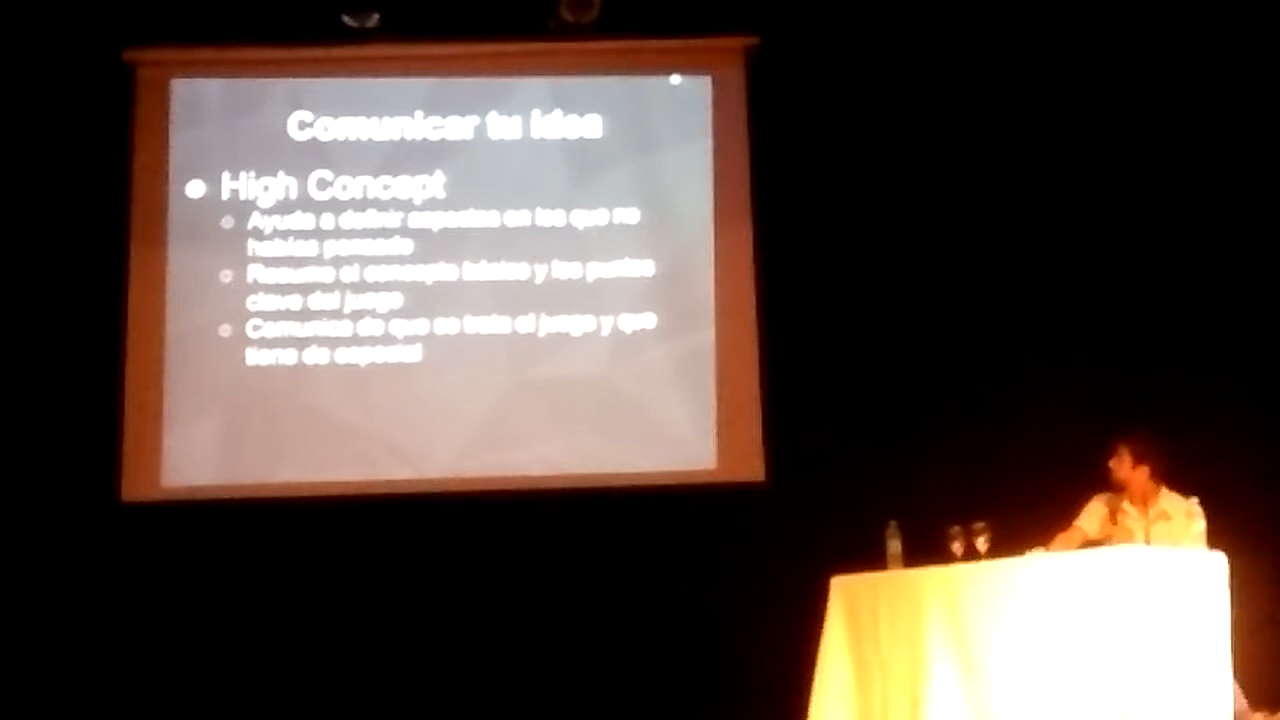 Comunicar tu idea
High Concept
Ayuda a definir aspectos en los que no
habías pensado
Resume el concepto básico y los puntos
clave del juego
Comunica de que se trata el juego y que
tiene de especial